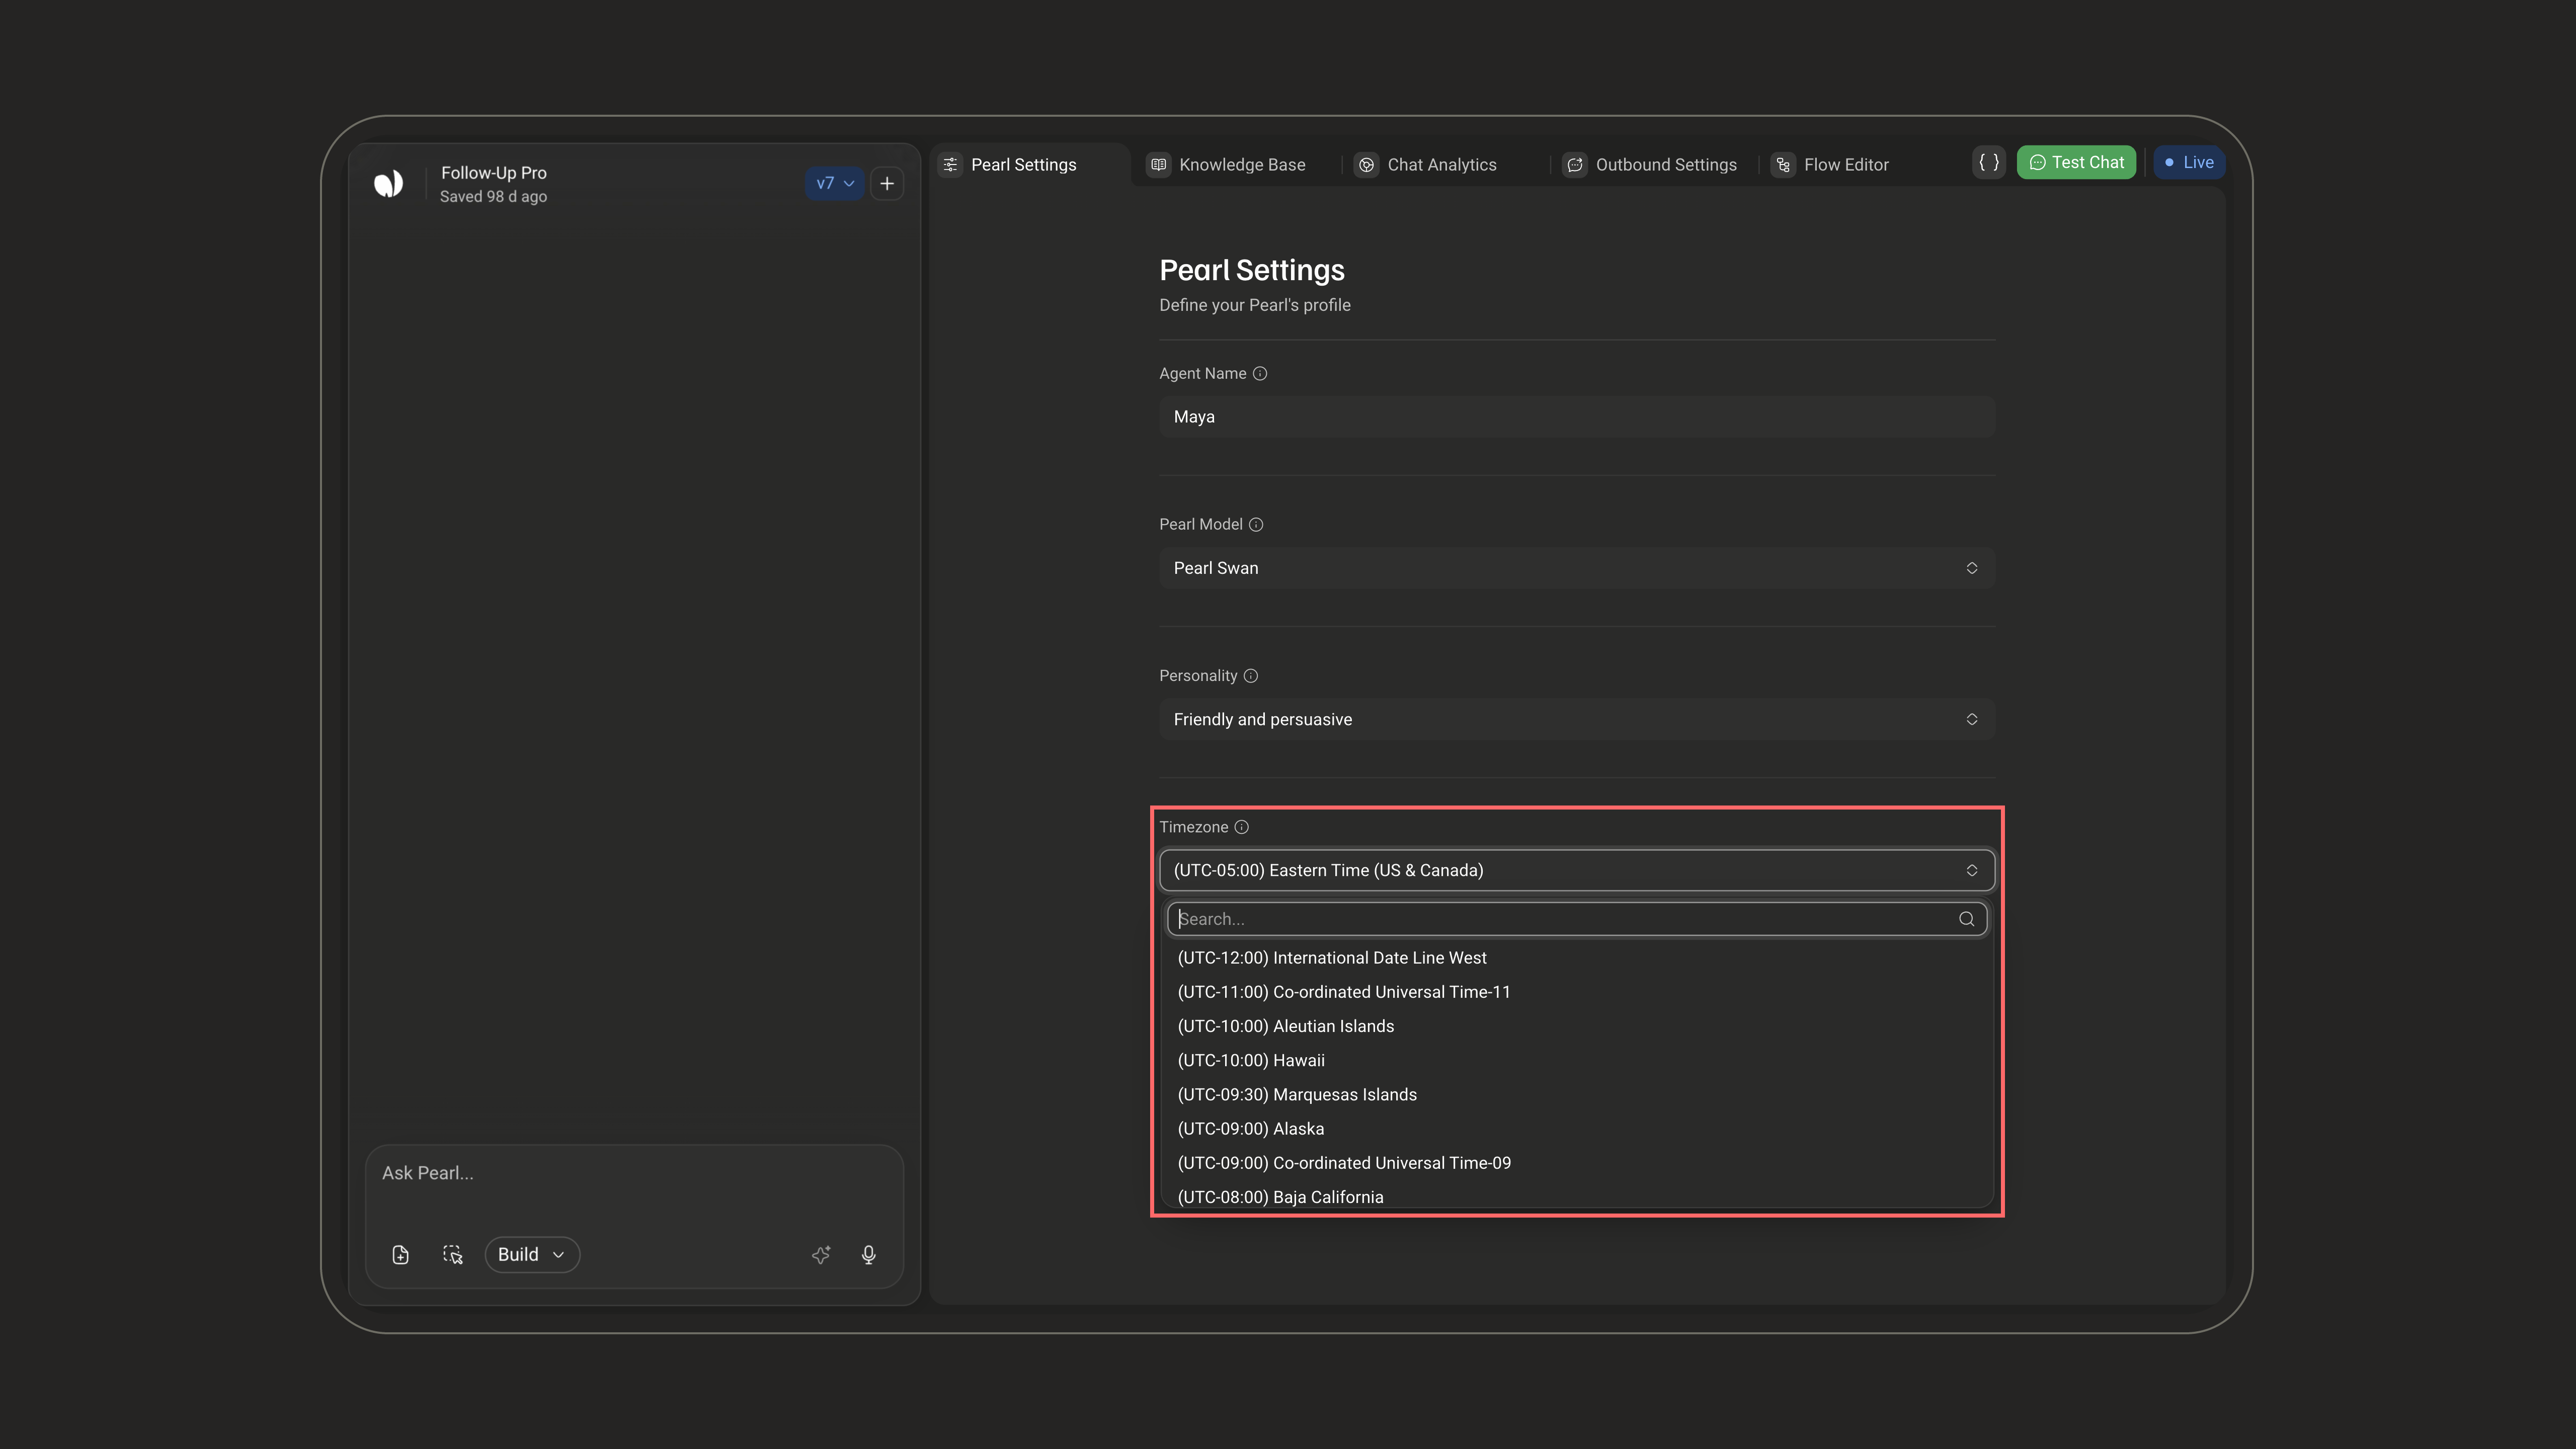 Follow-Up Pro
Saved 98 d ago
v7
Pearl Settings
Knowledge Base
Chat Analytics
Outbound Settings
Flow Editor
{ }
Test Chat
Live
Pearl Settings
Define your Pearl's profile
Agent Name
Maya
Pearl Model
Pearl Swan
Personality
Friendly and persuasive
Timezone
(UTC-05:00) Eastern Time (US & Canada)
Search...
(UTC-12:00) International Date Line West
(UTC-11:00) Co-ordinated Universal Time-11
(UTC-10:00) Aleutian Islands
(UTC-10:00) Hawaii
(UTC-09:30) Marquesas Islands
(UTC-09:00) Alaska
(UTC-09:00) Co-ordinated Universal Time-09
(UTC-08:00) Baja California
Ask Pearl...
Build